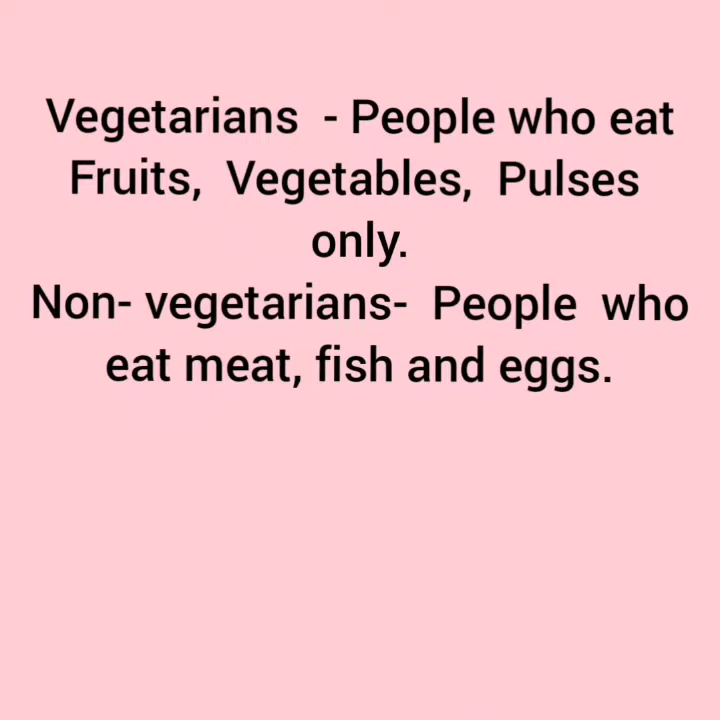 Vegetarians - People who eat
Fruits, Vegetables, Pulses
only.
Non- vegetarians- People who
eat meat, fish and eggs.